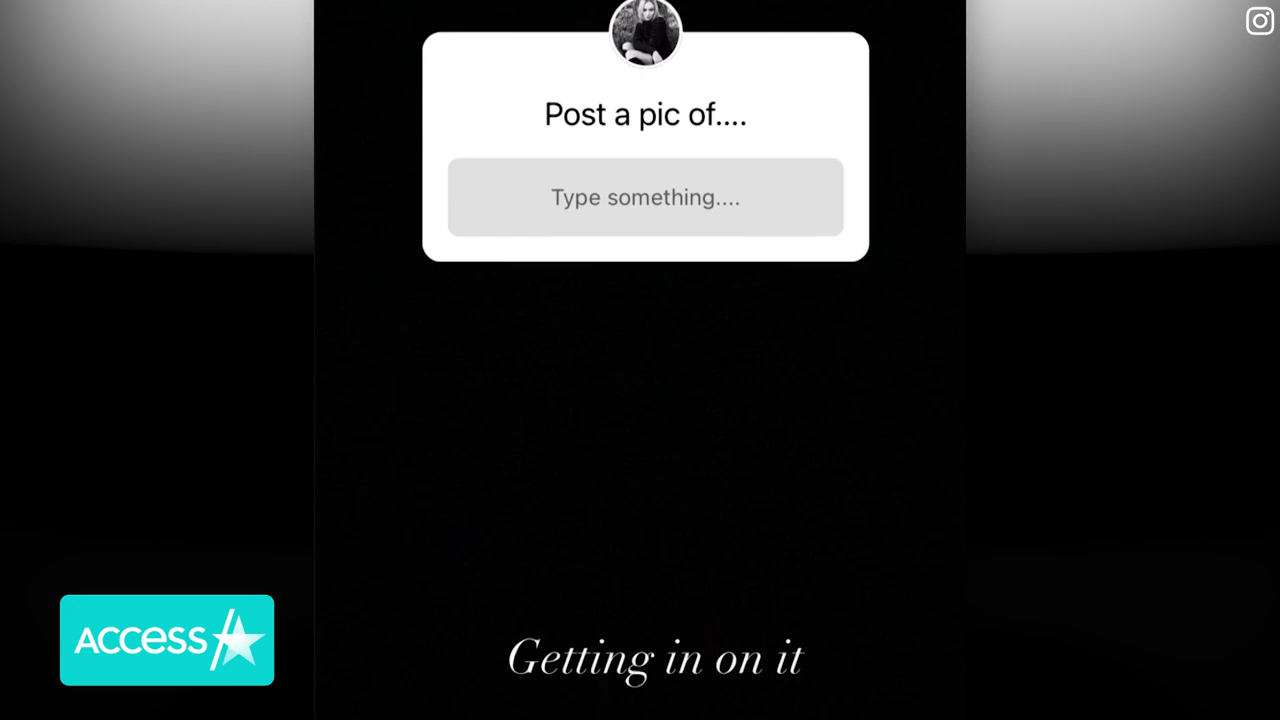 Post a pic of....
Type something....
Getting in on it
ACCESS